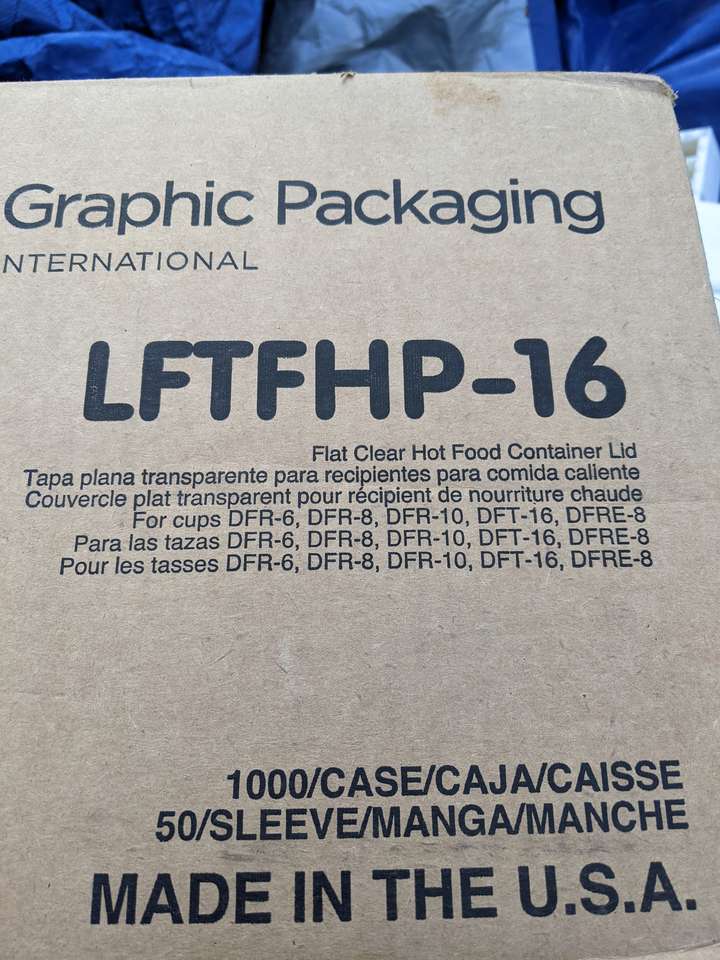 Graphic Packaging
NTERNATIONAL
LFTFHP-16
Flat Clear Hot Food Container Lid
Tapa plana transparente para recipientes para comida caliente
Couvercle plat transparent pour récipient de nourriture chaude
For cups DFR-6, DFR-8, DFR-10, DFT-16, DFRE-8
Para las tazas DFR-6, DFR-8, DFR-10, DFT-16, DFRE-8
Pour les tasses DFR-6, DFR-8, DFR-10, DFT-16, DFRE-8
1000/CASE/CAJA/CAISSE
50/SLEEVE/MANGA/MANCHE
MADE IN THE U.S.A.